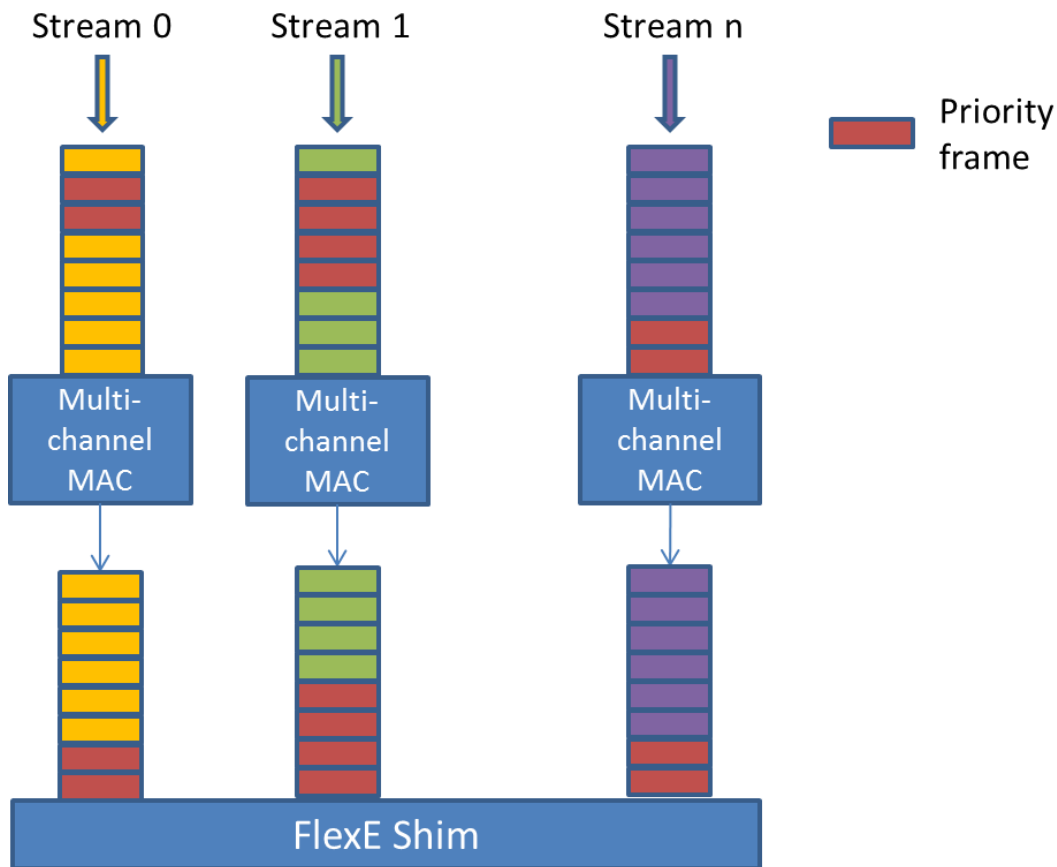 Stream 0
Stream 1
Stream n
Priority
frame
Multi-
channel
MAC
Multi-
channel
MAC
Multi-
channel
MAC
FlexE Shim